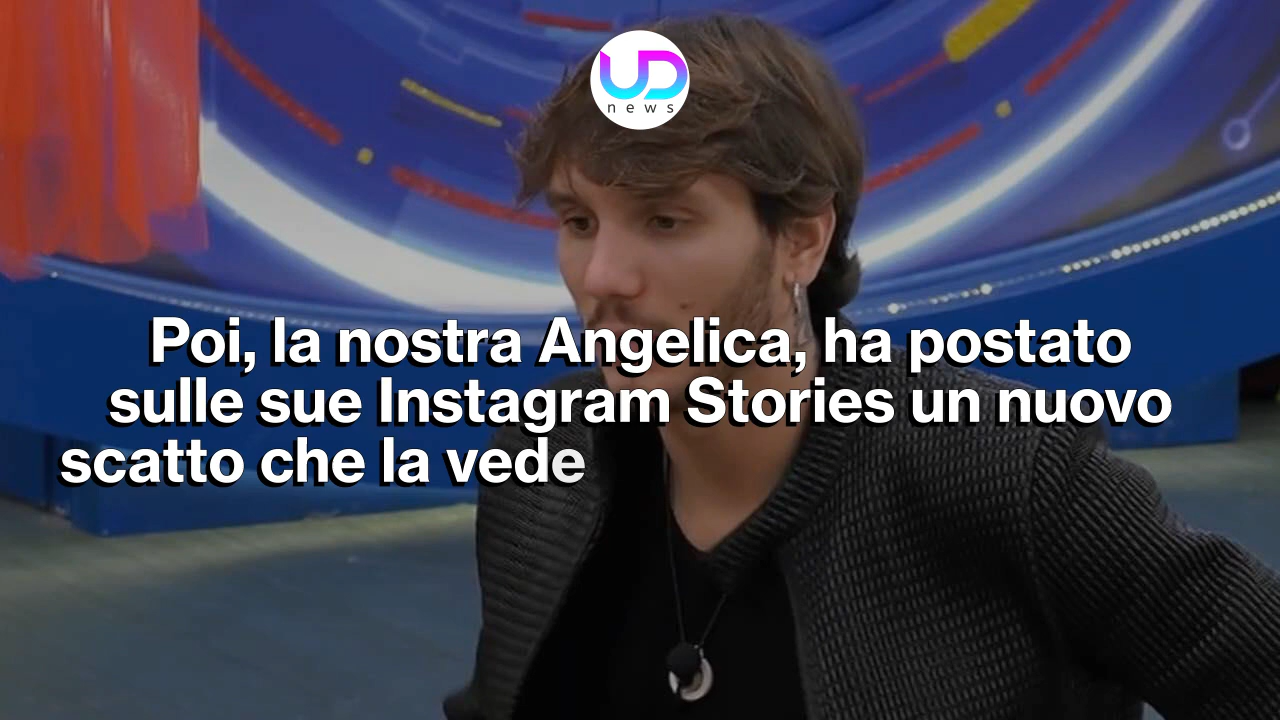 UD
news
Poi, la nostra Angelica, ha postato
sulle sue Instagram Stories un nuovo
scatto che la vede